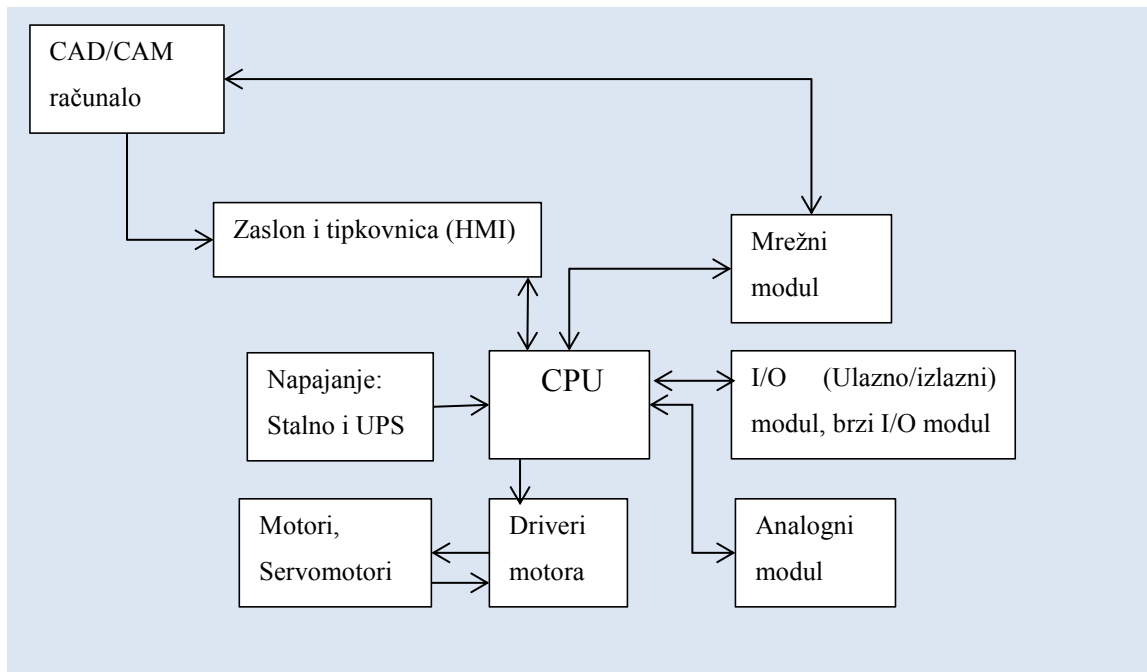 CAD/CAM
računalo
Zaslon i tipkovnica (HMI)
Mrežni
modul
Napajanje:
Stalno i UPS
CPU
I/O (Ulazno/izlazni)
modul, brzi I/O modul
Motori,
Servomotori
Driveri
motora
Analogni
modul